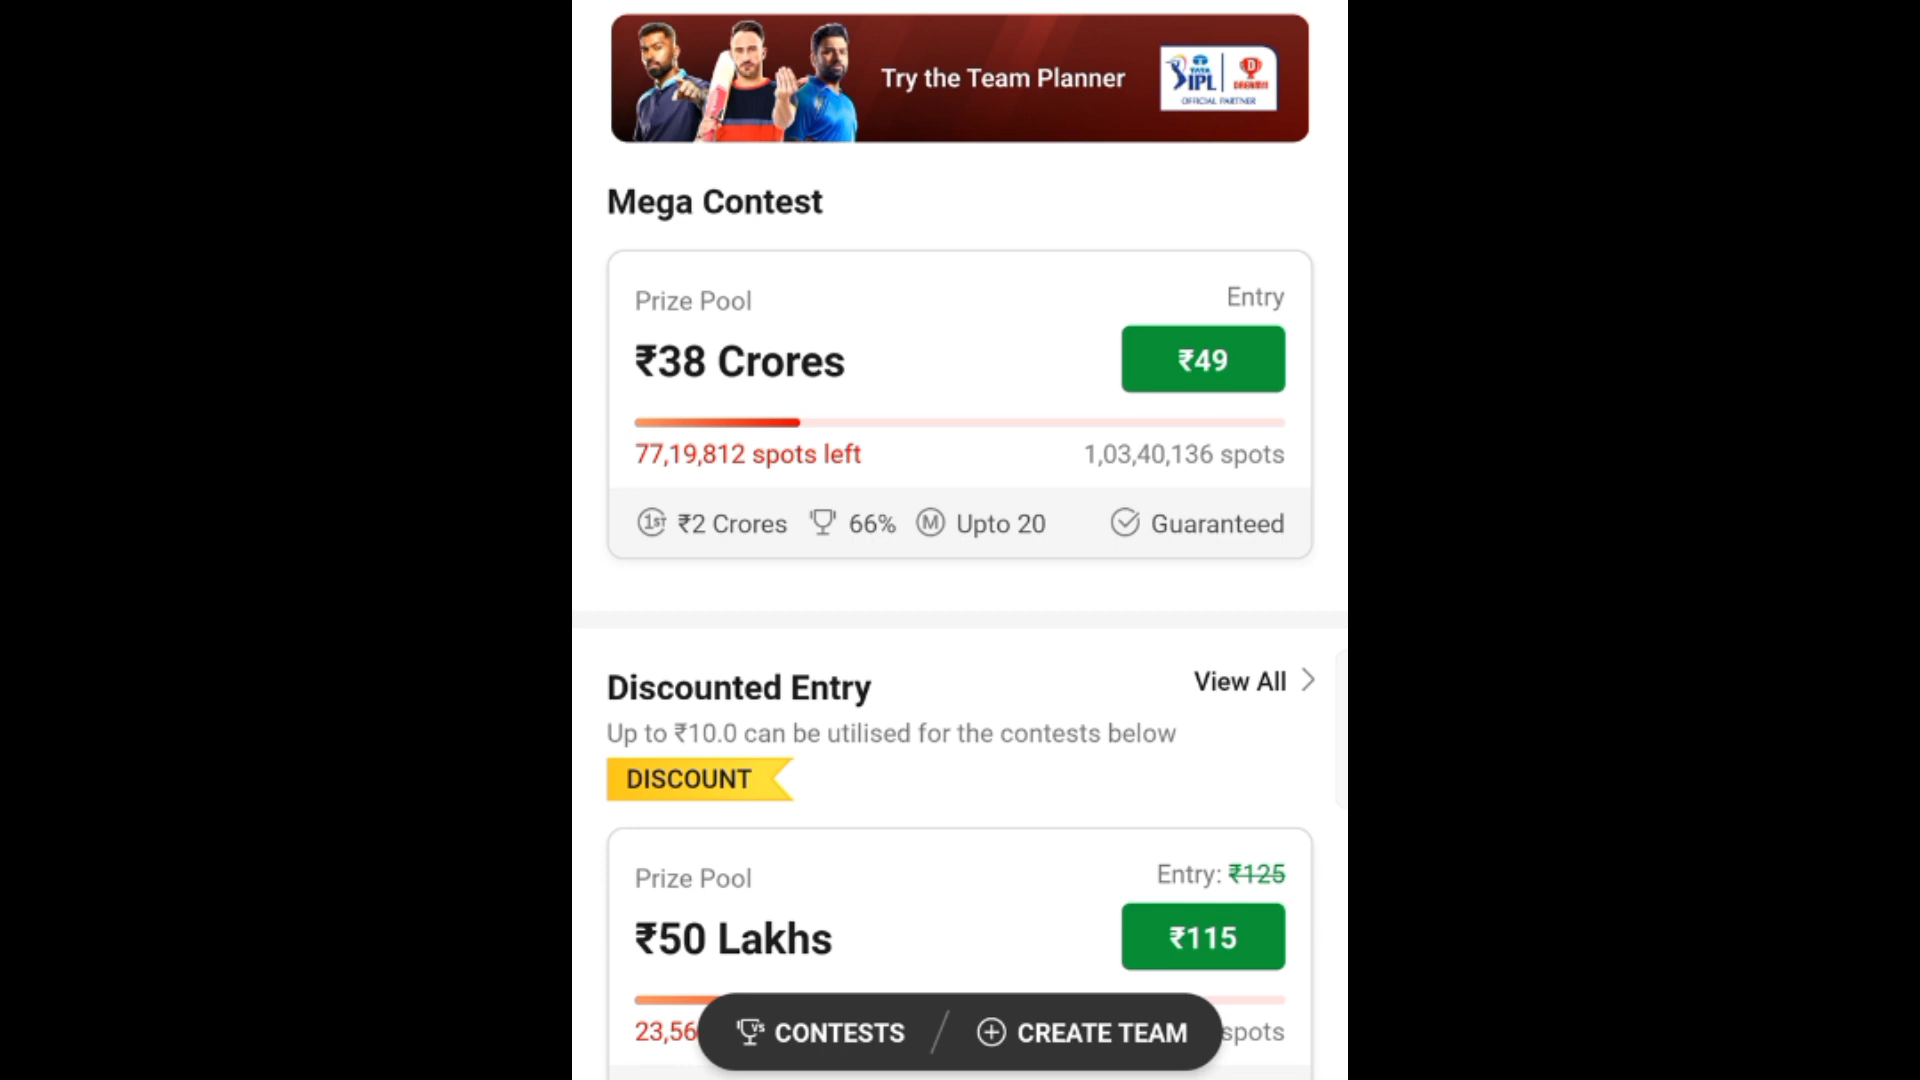 Try the Team Planner
TATA IPL
DREAM11
OFFICIAL PARTNER
Mega Contest
Prize Pool
Entry
₹38 Crores
₹49
77,19,812 spots left
1,03,40,136 spots
1ST ₹2 Crores 66% M Upto 20 Guaranteed
Discounted Entry
View All
Up to ₹10.0 can be utilised for the contests below
DISCOUNT
Prize Pool
Entry: ₹125
₹50 Lakhs
₹115
23,56
spots
VS CONTESTS / CREATE TEAM